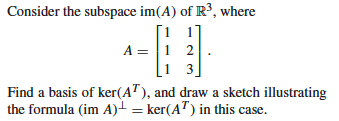 Consider the subspace im(A) of ℝ³, where
A = [1 1; 1 2; 1 3].
Find a basis of ker(Aᵀ), and draw a sketch illustrating
the formula (im A)^⊥ = ker(Aᵀ) in this case.